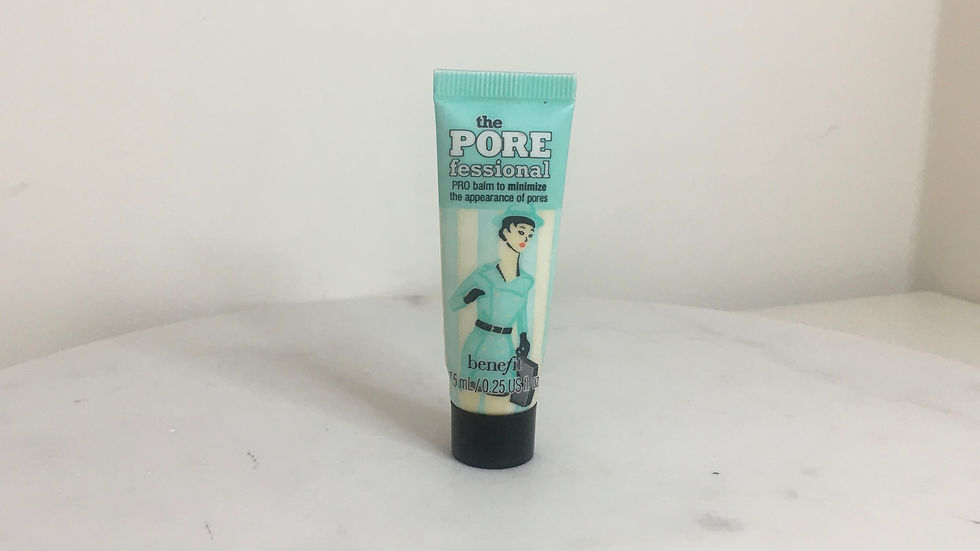 the
PORE
fessional
PRO balm to minimize
the appearance of pores
benefit
7.5 mL/0.25 US fl. oz